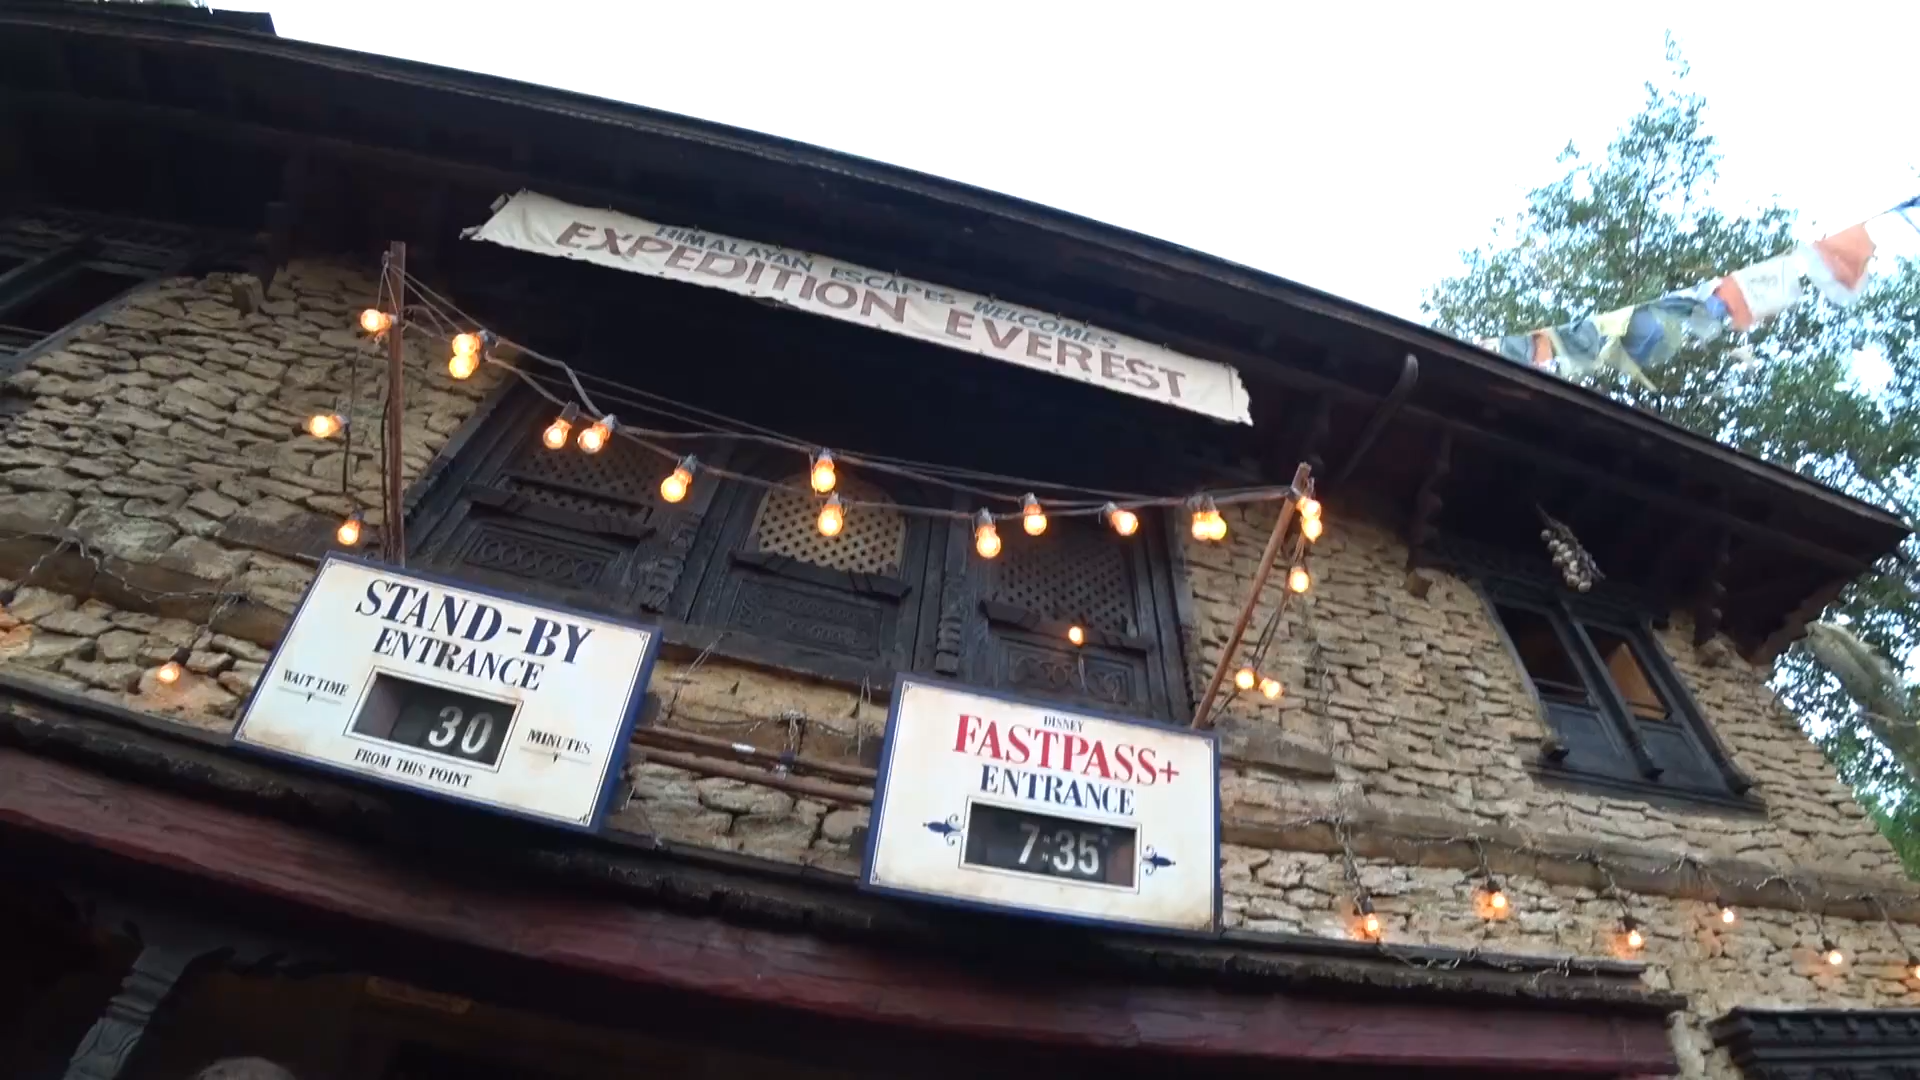 HIMALAYAN ESCAPES WELCOMES
EXPEDITION EVEREST
STAND-BY
ENTRANCE
WAIT TIME
30
MINUTES
FROM THIS POINT
DISNEY
FASTPASS+
ENTRANCE
7:35